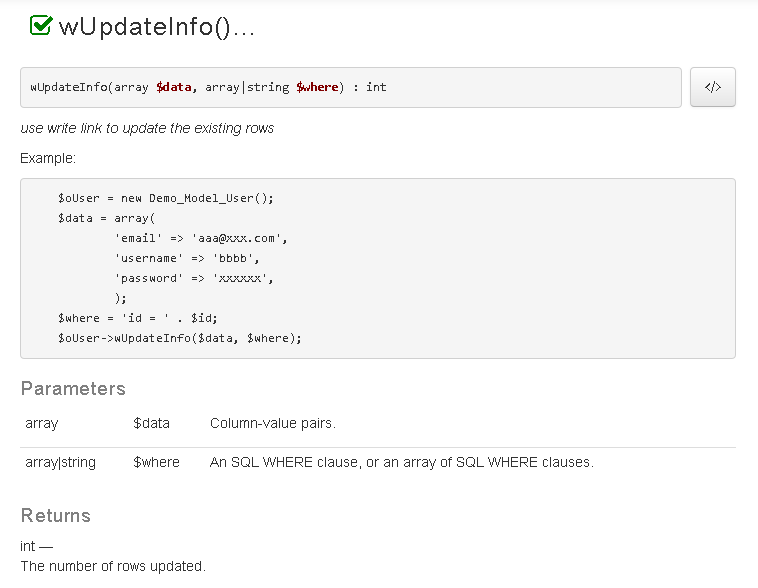 wUpdateInfo()...
wUpdateInfo(array $data, array|string $where) : int
</>
use write link to update the existing rows
Example:
$oUser = new Demo_Model_User();
$data = array(
'email' => 'aaa@xxx.com',
'username' => 'bbbb',
'password' => 'xxxxxx',
);
$where = 'id = ' . $id;
$oUser->wUpdateInfo($data, $where);
Parameters
array $data Column-value pairs.
array|string $where An SQL WHERE clause, or an array of SQL WHERE clauses.
Returns
int —
The number of rows updated.